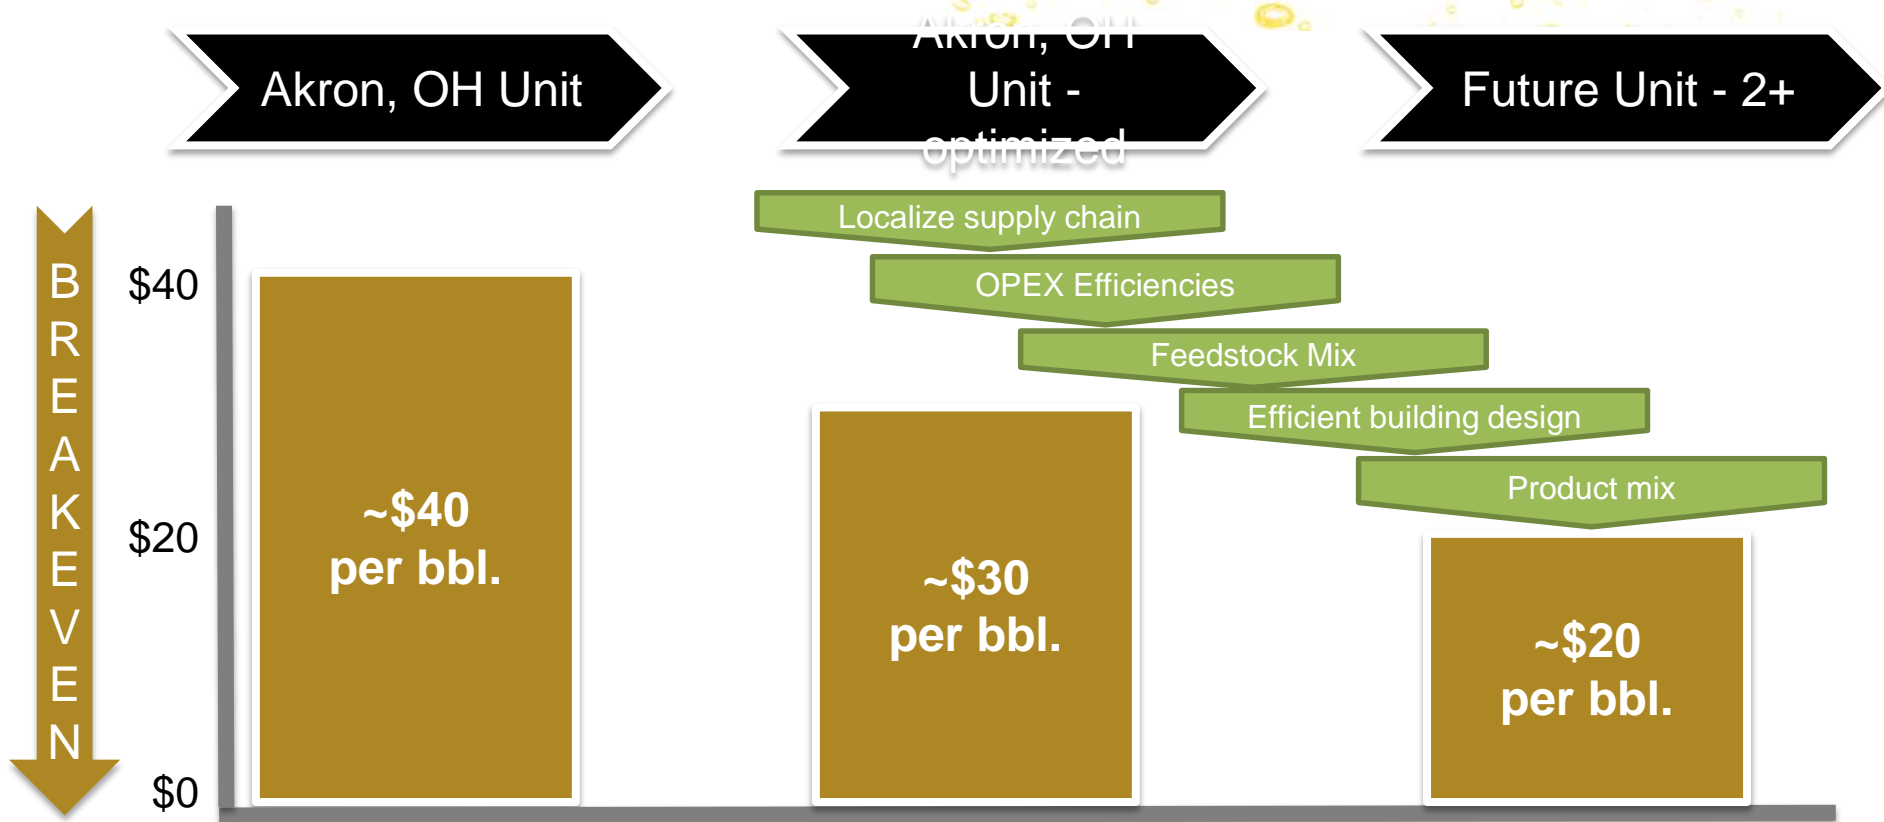 Akron, OH Unit
Akron, OH
Unit -
optimized
Future Unit - 2+
Localize supply chain
OPEX Efficiencies
Feedstock Mix
Efficient building design
Product mix
BREAKEVEN
$40
$20
$0
~$40
per bbl.
~$30
per bbl.
~$20
per bbl.